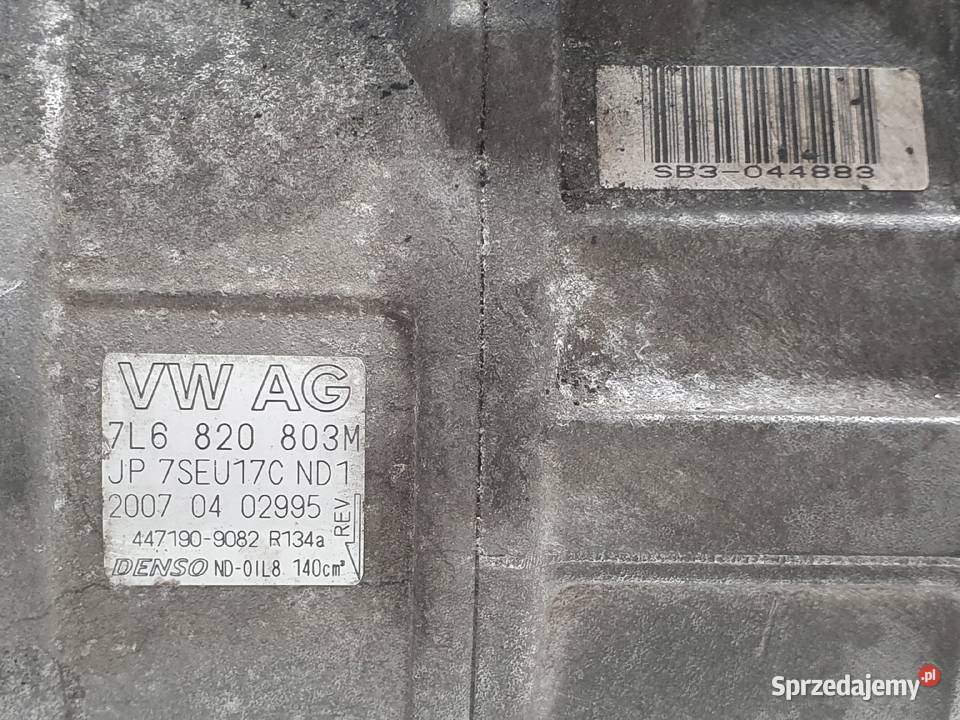 SB3-044883
VW AG
7L6 820 803M
JP 7SEU17C ND1
2007 04 02995
REV
447190-9082 R134a
DENSO ND-OIL8 140cm³
Sprzedajemy.pl